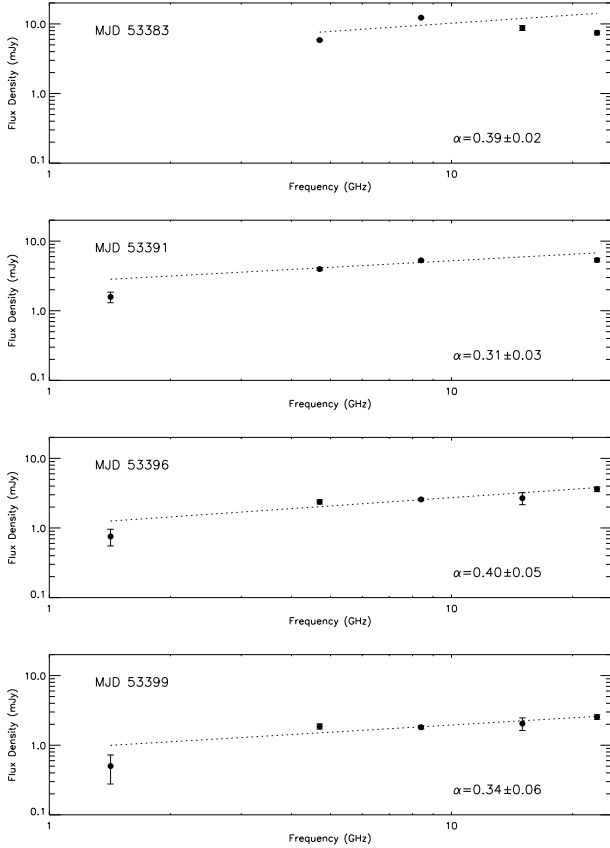 MJD 53383
10.0
1.0
0.1
Flux Density (mJy)
α=0.39±0.02
1
10
Frequency (GHz)
MJD 53391
10.0
1.0
0.1
Flux Density (mJy)
α=0.31±0.03
1
10
Frequency (GHz)
MJD 53396
10.0
1.0
0.1
Flux Density (mJy)
α=0.40±0.05
1
10
Frequency (GHz)
MJD 53399
10.0
1.0
0.1
Flux Density (mJy)
α=0.34±0.06
1
10
Frequency (GHz)